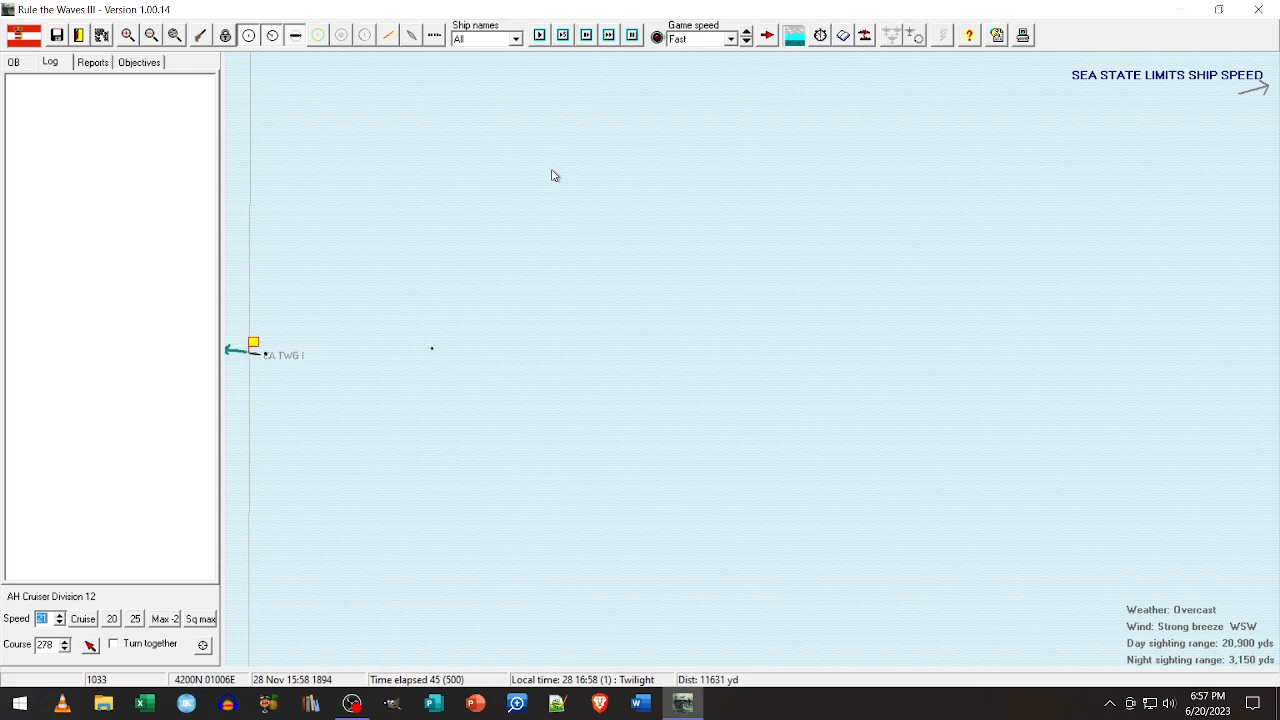 Rule the Waves III - Version 1.00.14
Ship names
Game speed
All
Fast
OB Log Reports Objectives
SEA STATE LIMITS SHIP SPEED
CA TWG I
AH Cruiser Division 12
Speed 21 Cruise 20 25 Max -2 Sq max
Course 278 Turn together
Weather: Overcast
Wind: Strong breeze WSW
Day sighting range: 20,900 yds
Night sighting range: 3,150 yds
1033 4200N 01006E 28 Nov 15:58 1894 Time elapsed 45 (500) Local time: 28 16:58 (1) : Twilight Dist: 11631 yd
6:57 PM
6/20/2023